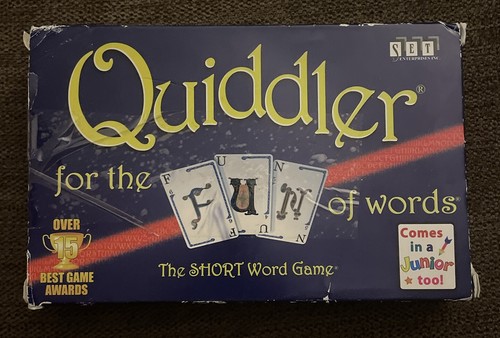 SET
ENTERPRISES, INC.
Quiddler®
for the
F U N
F U N
of words®
N U F
OVER
15
BEST GAME
AWARDS
The SHORT Word Game®
Comes
in a
Junior
too!